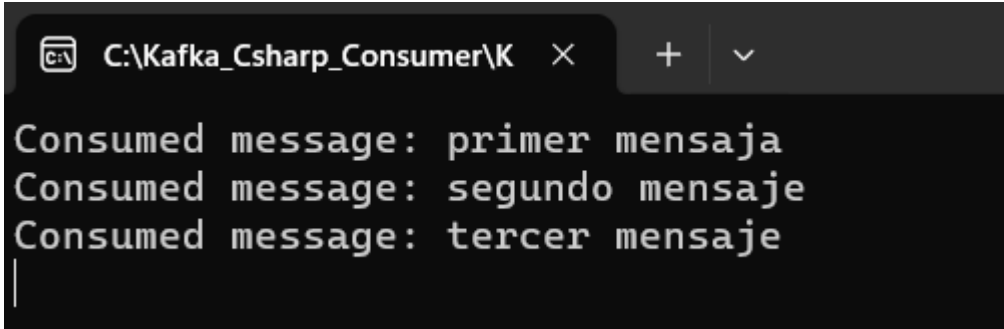 C:\Kafka_Csharp_Consumer\K
Consumed message: primer mensaja
Consumed message: segundo mensaje
Consumed message: tercer mensaje